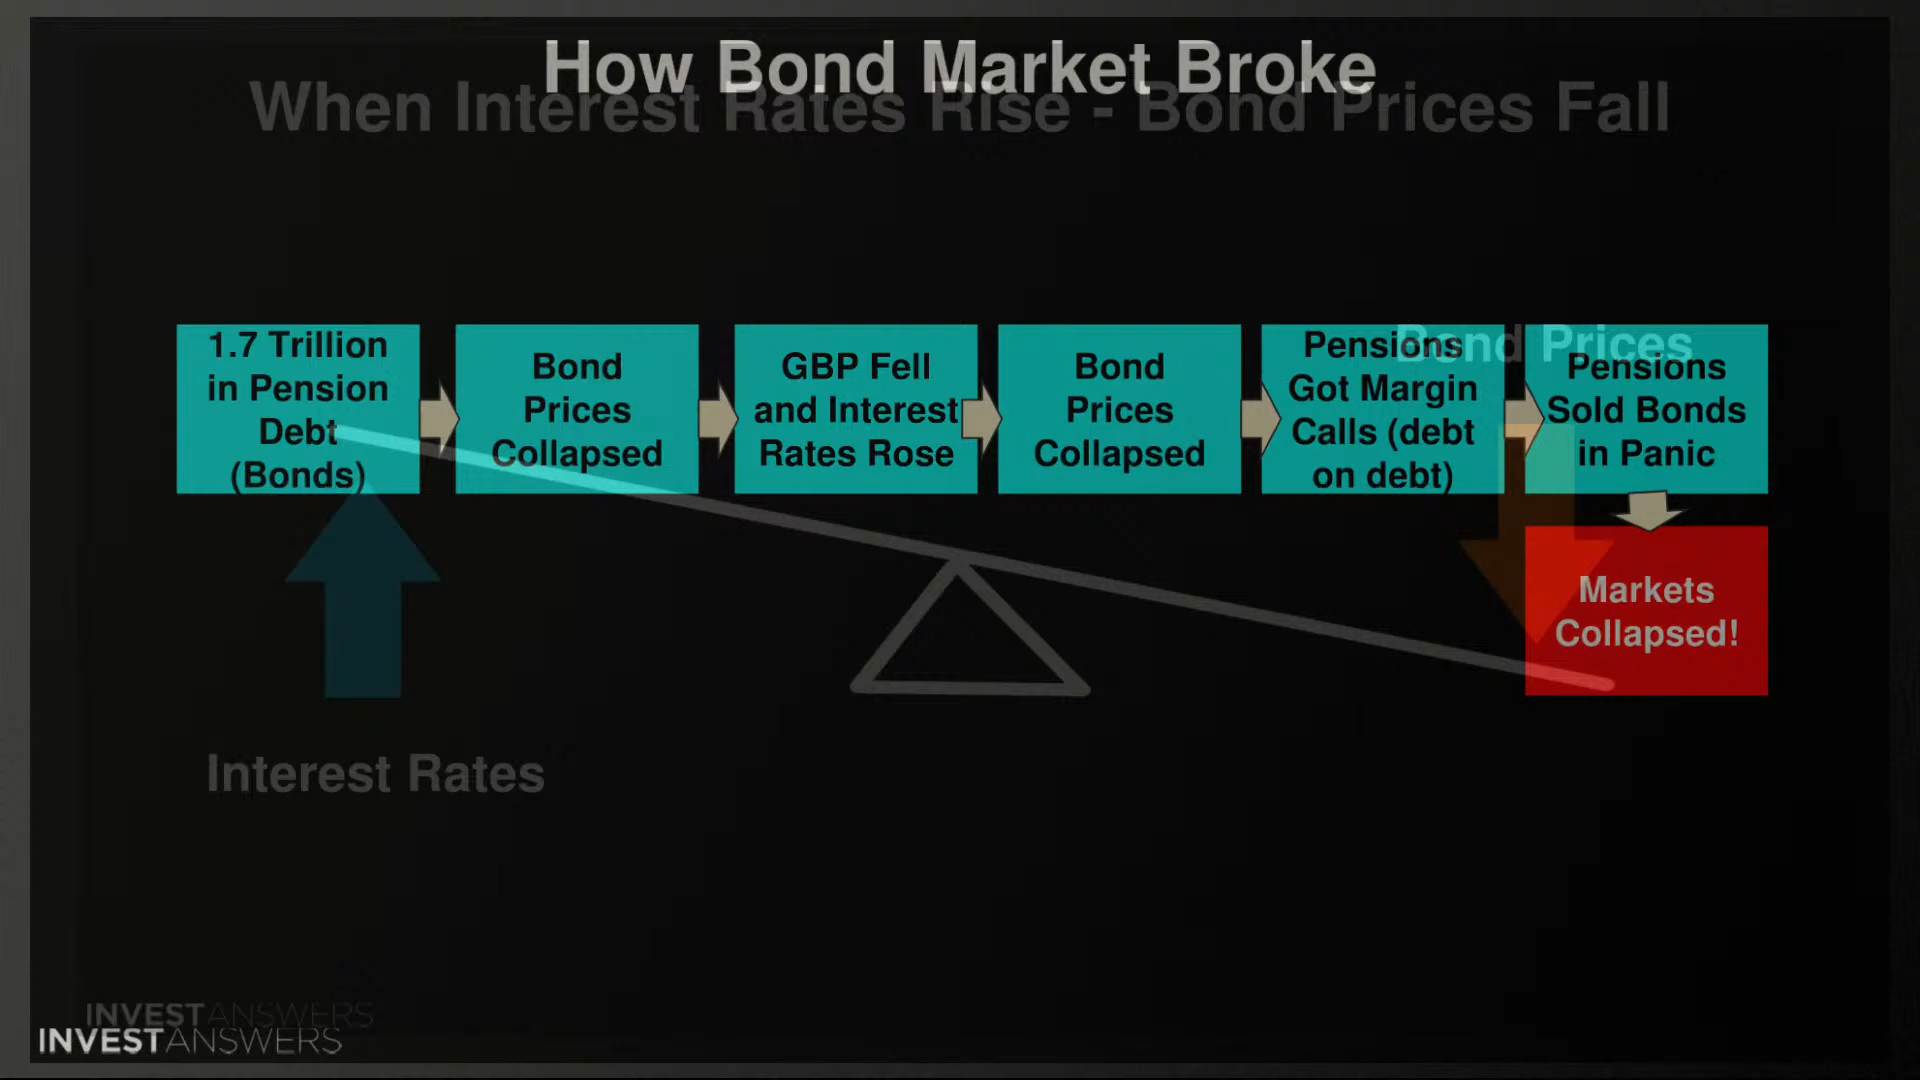 How Bond Market Broke
When Interest Rates Rise - Bond Prices Fall
1.7 Trillion
in Pension
Debt
(Bonds)
Bond
Prices
Collapsed
GBP Fell
and Interest
Rates Rose
Bond
Prices
Collapsed
Pensions
Got Margin
Calls (debt
on debt)
Bond Prices
Pensions
Sold Bonds
in Panic
Markets
Collapsed!
Interest Rates
INVESTANSWERS
INVESTANSWERS